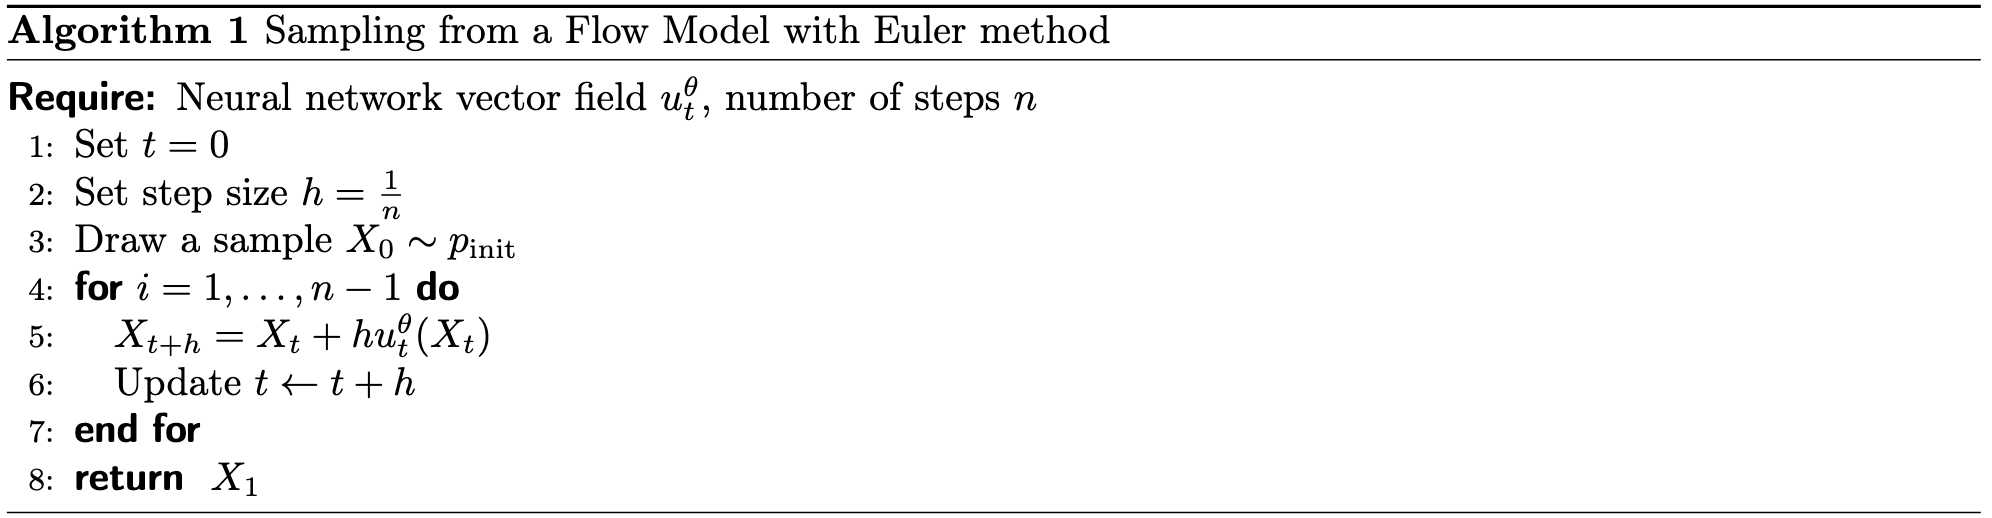 Algorithm 1 Sampling from a Flow Model with Euler method
Require: Neural network vector field $u_t^\theta$, number of steps $n$
1: Set $t = 0$
2: Set step size $h = \frac{1}{n}$
3: Draw a sample $X_0 \sim p_{\text{init}}$
4: for $i = 1, \ldots, n - 1$ do
5: $X_{t+h} = X_t + h u_t^\theta(X_t)$
6: Update $t \leftarrow t + h$
7: end for
8: return $X_1$